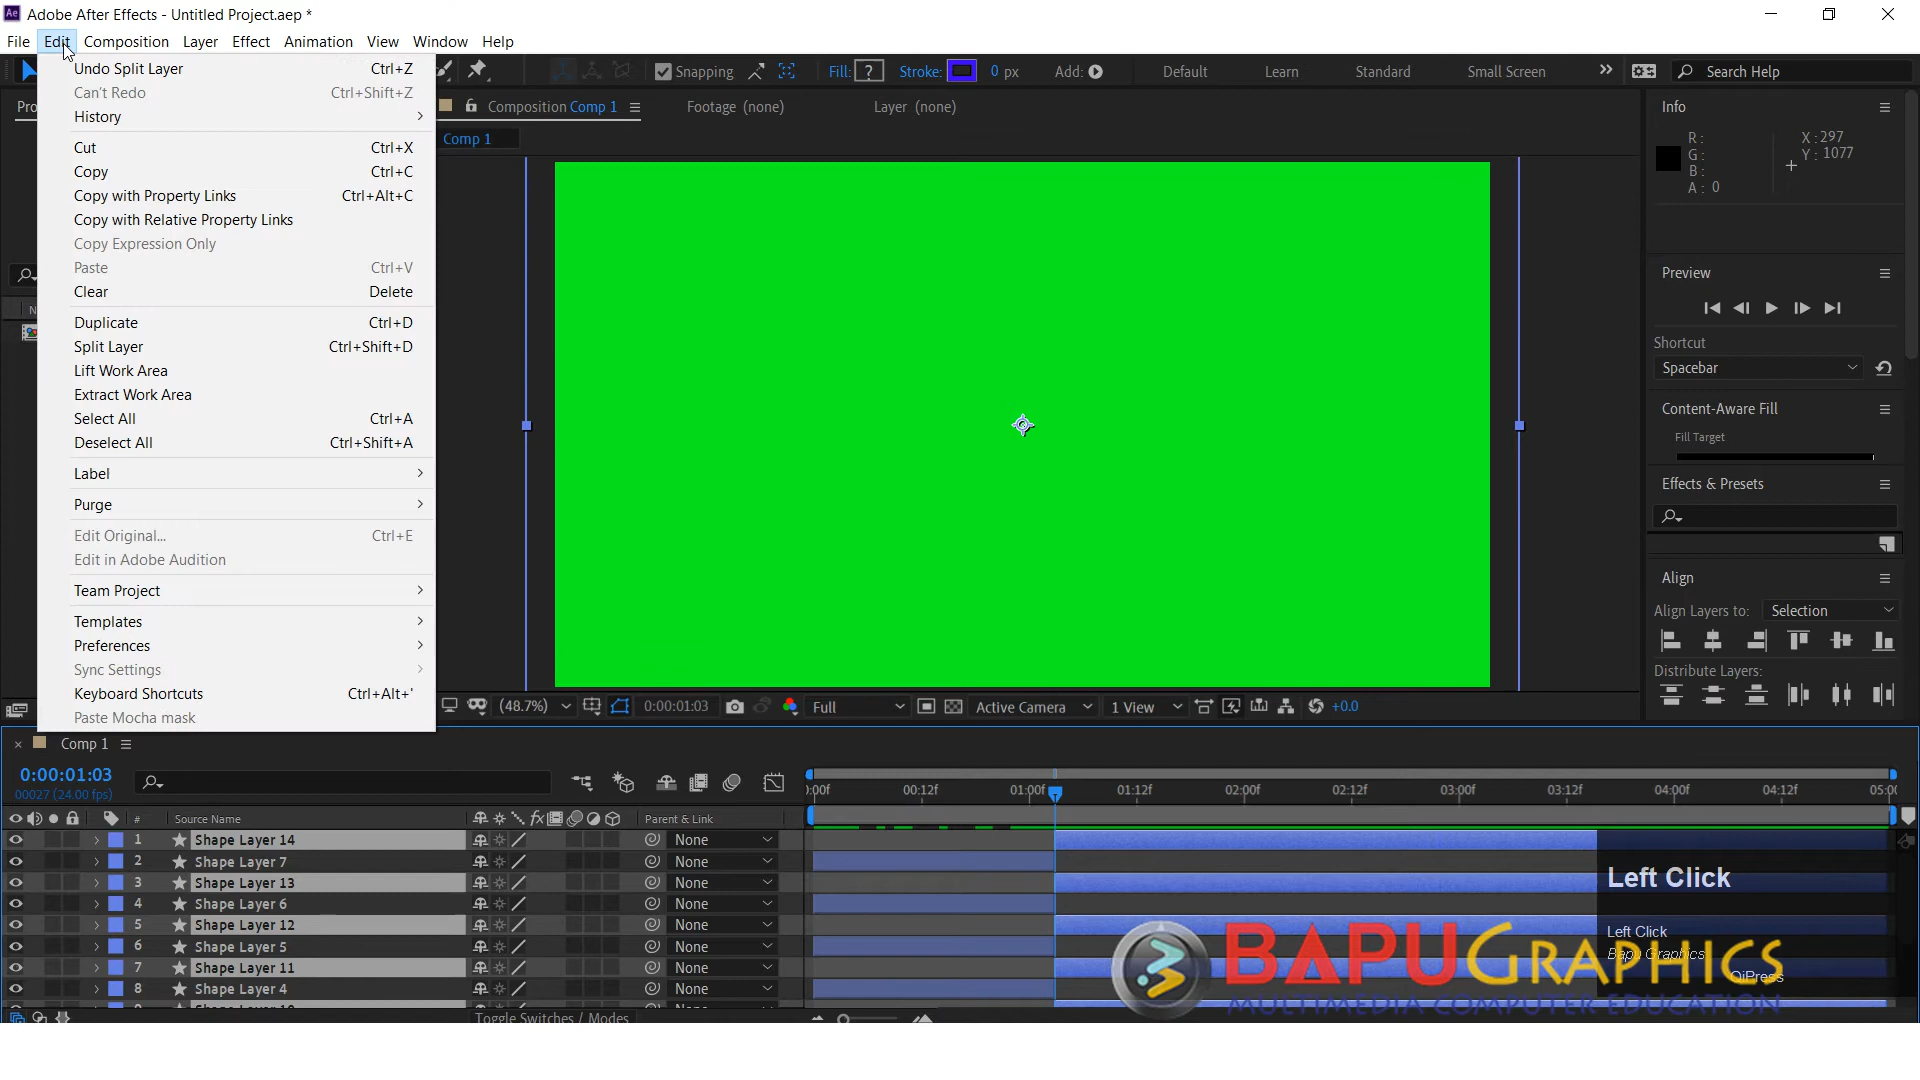 Adobe After Effects - Untitled Project.aep *
File Edit Composition Layer Effect Animation View Window Help
Undo Split Layer Ctrl+Z
Can't Redo Ctrl+Shift+Z
History
Cut Ctrl+X
Copy Ctrl+C
Copy with Property Links Ctrl+Alt+C
Copy with Relative Property Links
Copy Expression Only
Paste Ctrl+V
Clear Delete
Duplicate Ctrl+D
Split Layer Ctrl+Shift+D
Lift Work Area
Extract Work Area
Select All Ctrl+A
Deselect All Ctrl+Shift+A
Label
Purge
Edit Original... Ctrl+E
Edit in Adobe Audition
Team Project
Templates
Preferences
Sync Settings
Keyboard Shortcuts Ctrl+Alt+'
Paste Mocha mask
Snapping Fill: ? Stroke: 0 px Add: Default Learn Standard Small Screen Search Help
Composition Comp 1 Footage (none) Layer (none)
Comp 1
(48.7%) 0:00:01:03 Full Active Camera 1 View +0.0
Info
R: X: 297
G: Y: 1077
B:
A: 0
Preview
Shortcut
Spacebar
Content-Aware Fill
Fill Target
Effects & Presets
Align
Align Layers to: Selection
Distribute Layers:
Comp 1
0:00:01:03
00027 (24.00 fps)
:00f 00:12f 01:00f 01:12f 02:00f 02:12f 03:00f 03:12f 04:00f 04:12f 05:00
# Source Name fx Parent & Link
1 Shape Layer 14 None
2 Shape Layer 7 None
3 Shape Layer 13 None
4 Shape Layer 6 None
5 Shape Layer 12 None
6 Shape Layer 5 None
7 Shape Layer 11 None
8 Shape Layer 4 None
Toggle Switches / Modes
Left Click
Left Click
Bapu Graphics
QiPress
BAPU GRAPHICS
MULTIMEDIA COMPUTER EDUCATION